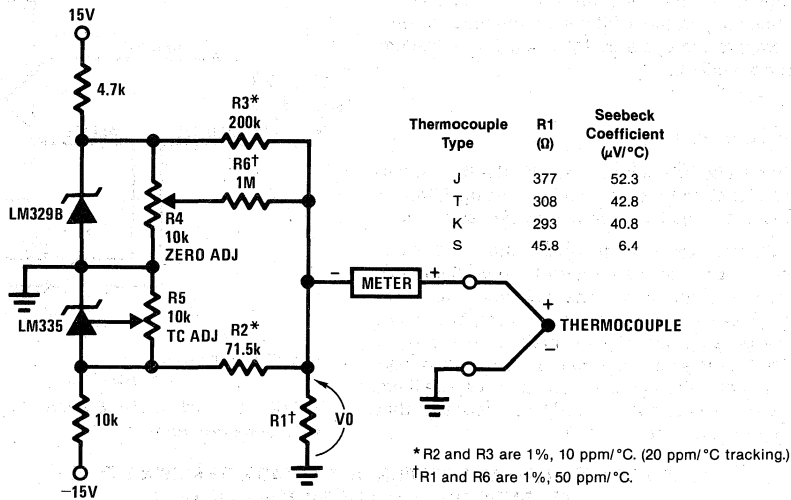 15V
4.7k
R3*
200k
R6†
1M
LM329B
R4
10k
ZERO ADJ
LM335
R5
10k
TC ADJ
R2*
71.5k
10k
–15V
R1†
V0
– METER +
+
THERMOCOUPLE
–
Thermocouple Type R1 (Ω) Seebeck Coefficient (μV/°C)
J 377 52.3
T 308 42.8
K 293 40.8
S 45.8 6.4
*R2 and R3 are 1%, 10 ppm/°C. (20 ppm/°C tracking.)
†R1 and R6 are 1%, 50 ppm/°C.